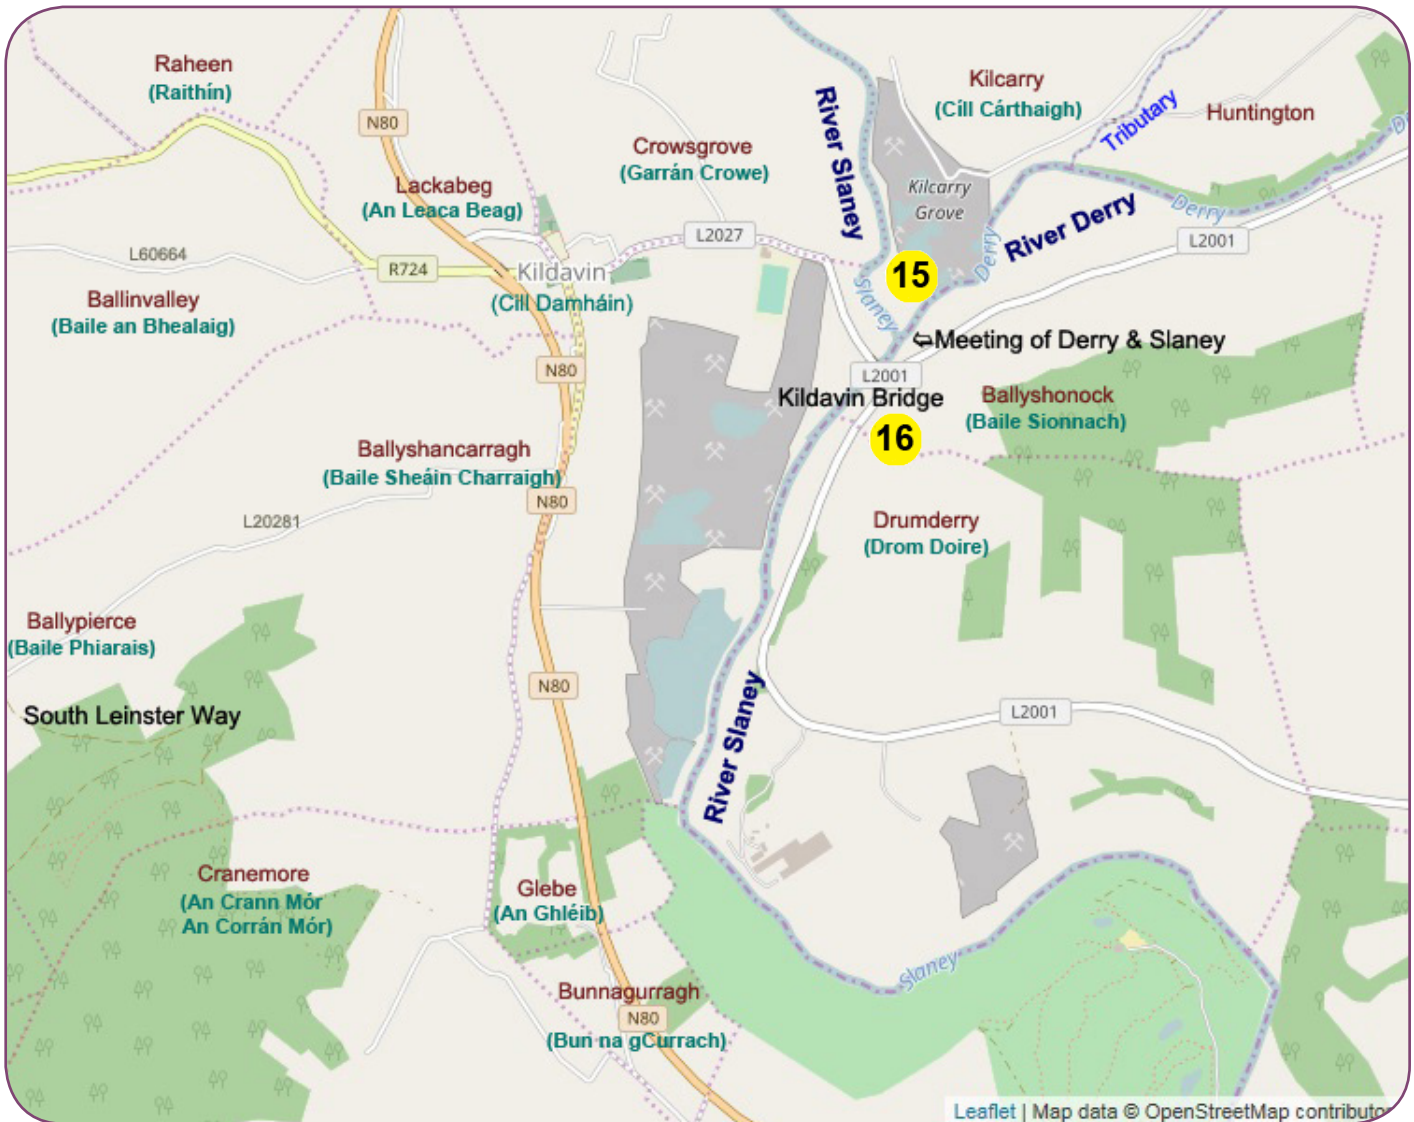 Raheen
(Raithín)
N80
Lackabeg
(An Leaca Beag)
Crowsgrove
(Garrán Crowe)
River Slaney
Kilcarry
(Cíll Cárthaigh)
Tributary
Huntington
Kilcarry
Grove
Derry
River Derry
Derry
L2001
L2027
L60664
R724
Kildavin
(Cill Damháin)
Ballinvalley
(Baile an Bhealaig)
15
Slaney
⇦Meeting of Derry & Slaney
N80
L2001
Kildavin Bridge
16
Ballyshonock
(Baile Sionnach)
Ballyshancarragh
(Baile Sheáin Charraigh)
N80
L20281
Drumderry
(Drom Doire)
Ballypierce
(Baile Phiarais)
South Leinster Way
N80
River Slaney
L2001
Cranemore
(An Crann Mór
An Corrán Mór)
Glebe
(An Ghléib)
Slaney
Bunnagurragh
N80
(Bun na gCurrach)
Leaflet | Map data © OpenStreetMap contributo